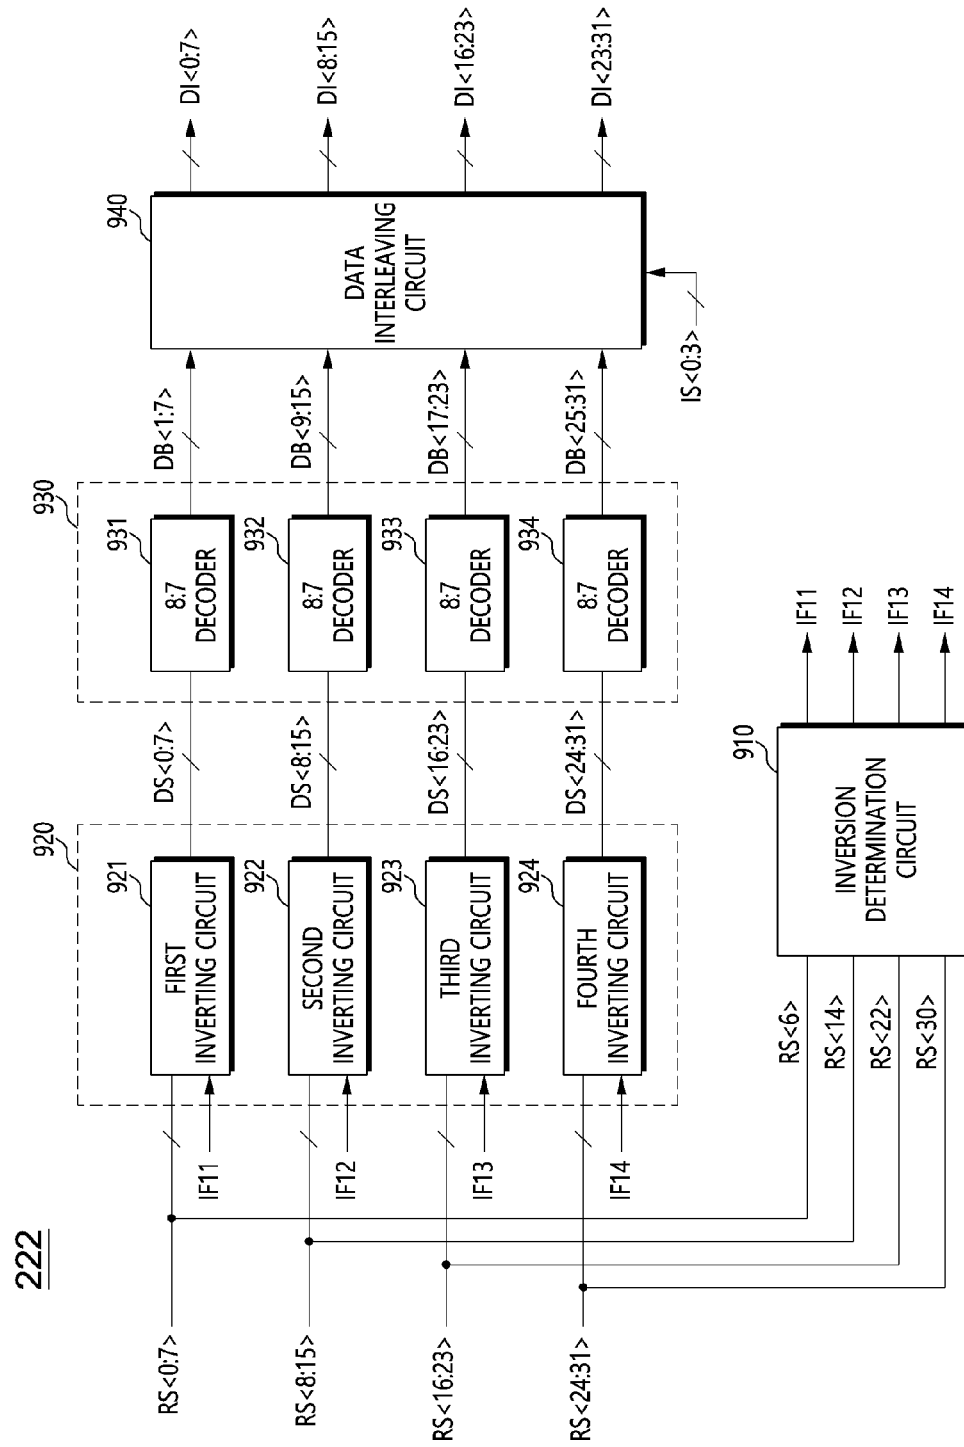 222
RS<0:7>
RS<8:15>
RS<16:23>
RS<24:31>
IF11
IF12
IF13
IF14
920
921
FIRST
INVERTING CIRCUIT
922
SECOND
INVERTING CIRCUIT
923
THIRD
INVERTING CIRCUIT
924
FOURTH
INVERTING CIRCUIT
DS<0:7>
DS<8:15>
DS<16:23>
DS<24:31>
930
931
8:7
DECODER
932
8:7
DECODER
933
8:7
DECODER
934
8:7
DECODER
DB<1:7>
DB<9:15>
DB<17:23>
DB<25:31>
940
DATA
INTERLEAVING
CIRCUIT
IS<0:3>
DI<0:7>
DI<8:15>
DI<16:23>
DI<23:31>
RS<6>
RS<14>
RS<22>
RS<30>
910
INVERSION
DETERMINATION
CIRCUIT
IF11
IF12
IF13
IF14